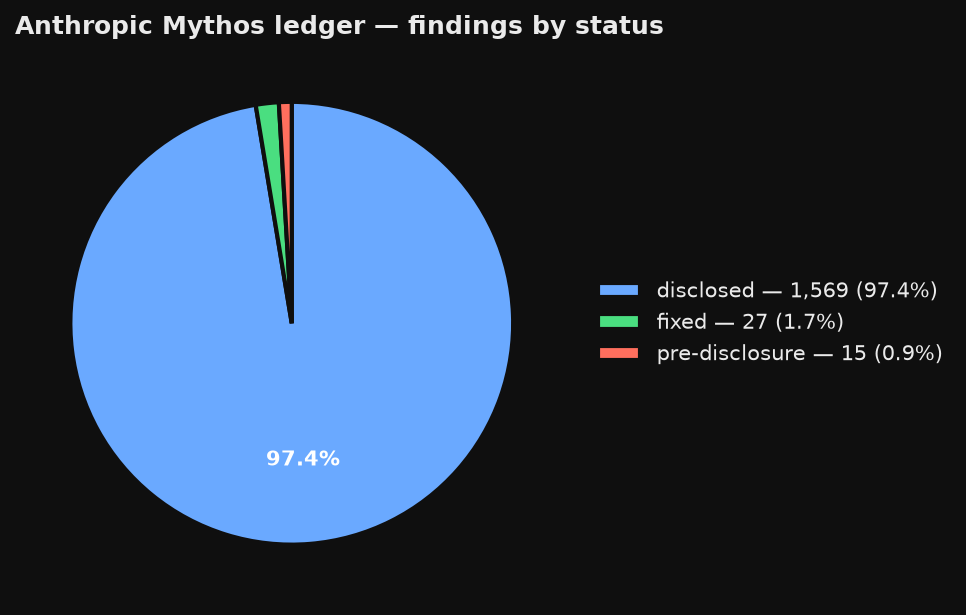 Anthropic Mythos ledger — findings by status
disclosed — 1,569 (97.4%)
fixed — 27 (1.7%)
pre-disclosure — 15 (0.9%)
97.4%